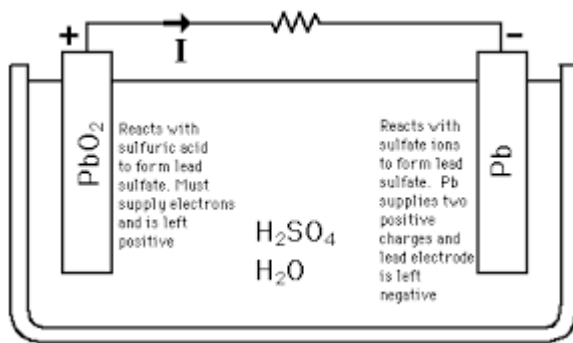 +
I
-
PbO2
Reacts with
sulfuric acid
to form lead
sulfate. Must
supply electrons
and is left
positive
H2SO4
H2O
Reacts with
sulfate ions
to form lead
sulfate. Pb
supplies two
positive
charges and
lead electrode
is left
negative
Pb